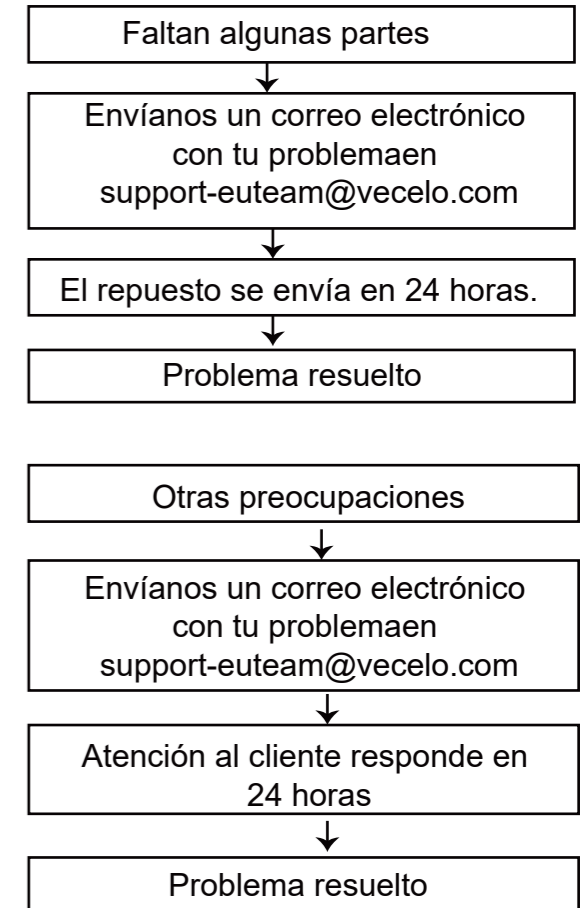 Faltan algunas partes
Envíanos un correo electrónico
con tu problemaen
support-euteam@vecelo.com
El repuesto se envía en 24 horas.
Problema resuelto
Otras preocupaciones
Envíanos un correo electrónico
con tu problemaen
support-euteam@vecelo.com
Atención al cliente responde en
24 horas
Problema resuelto